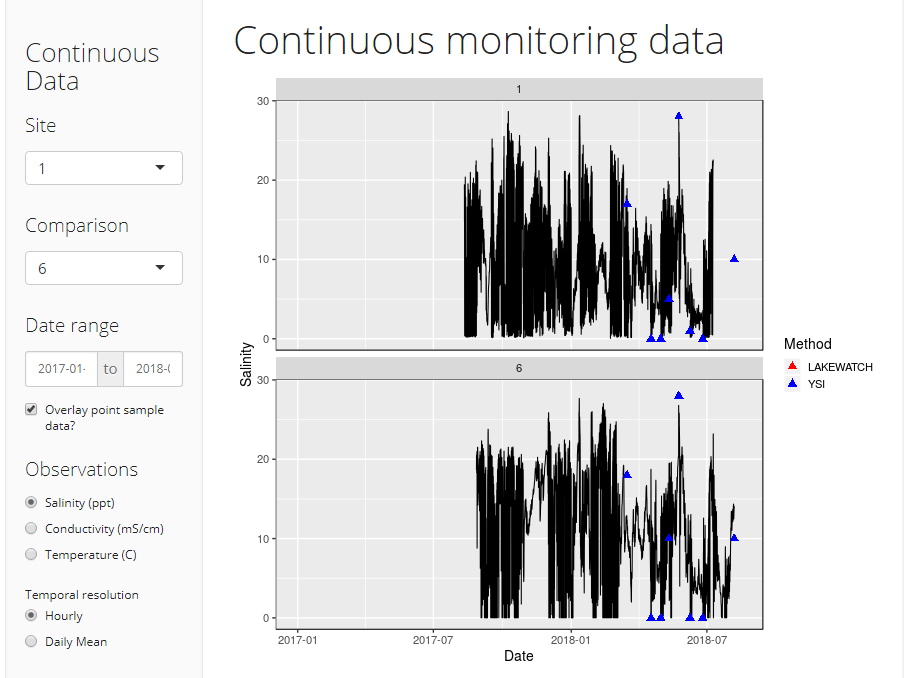 Continuous
Data
Site
1
Comparison
6
Date range
2017-01-
to
2018-0
Overlay point sample
data?
Observations
Salinity (ppt)
Conductivity (mS/cm)
Temperature (C)
Temporal resolution
Hourly
Daily Mean
Continuous monitoring data
1
30
20
10
0
Salinity
6
30
20
10
0
2017-01
2017-07
2018-01
2018-07
Date
Method
LAKEWATCH
YSI